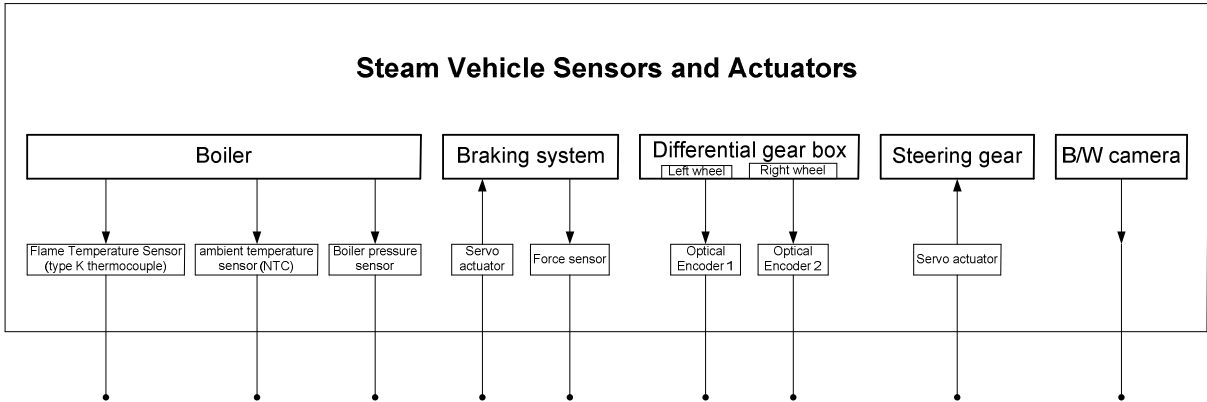 Steam Vehicle Sensors and Actuators
Boiler
Braking system
Differential gear box
Left wheel
Right wheel
Steering gear
B/W camera
Flame Temperature Sensor
(type K thermocouple)
ambient temperature
sensor (NTC)
Boiler pressure
sensor
Servo
actuator
Force sensor
Optical
Encoder 1
Optical
Encoder 2
Servo actuator